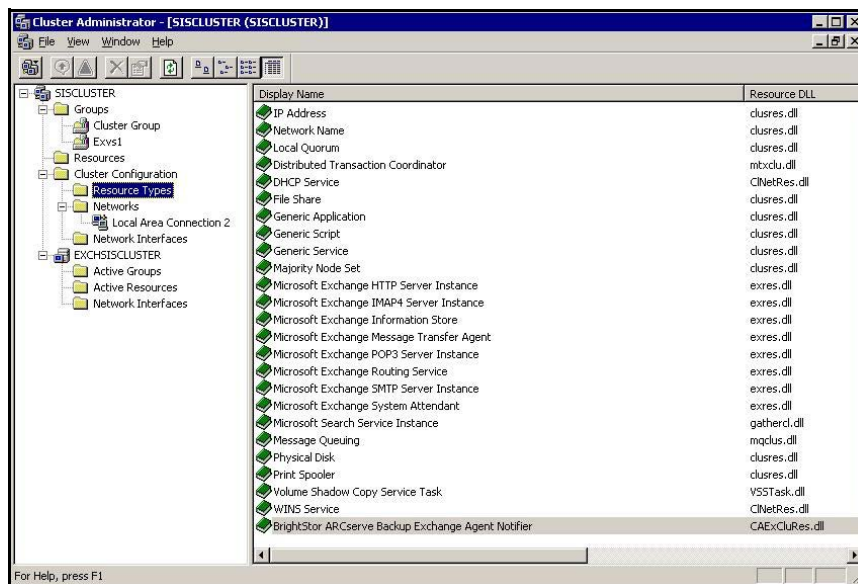 Cluster Administrator - [SISCLUSTER (SISCLUSTER)]
File View Window Help
SISCLUSTER
Groups
Cluster Group
Exvs1
Resources
Cluster Configuration
Resource Types
Networks
Local Area Connection 2
Network Interfaces
EXCHSISCLUSTER
Active Groups
Active Resources
Network Interfaces
Display Name Resource DLL
IP Address clusres.dll
Network Name clusres.dll
Local Quorum clusres.dll
Distributed Transaction Coordinator mtxclu.dll
DHCP Service ClNetRes.dll
File Share clusres.dll
Generic Application clusres.dll
Generic Script clusres.dll
Generic Service clusres.dll
Majority Node Set clusres.dll
Microsoft Exchange HTTP Server Instance exres.dll
Microsoft Exchange IMAP4 Server Instance exres.dll
Microsoft Exchange Information Store exres.dll
Microsoft Exchange Message Transfer Agent exres.dll
Microsoft Exchange POP3 Server Instance exres.dll
Microsoft Exchange Routing Service exres.dll
Microsoft Exchange SMTP Server Instance exres.dll
Microsoft Exchange System Attendant exres.dll
Microsoft Search Service Instance gathercl.dll
Message Queuing mqclus.dll
Physical Disk clusres.dll
Print Spooler clusres.dll
Volume Shadow Copy Service Task VSSTask.dll
WINS Service ClNetRes.dll
BrightStor ARCserve Backup Exchange Agent Notifier CAExCluRes.dll
For Help, press F1